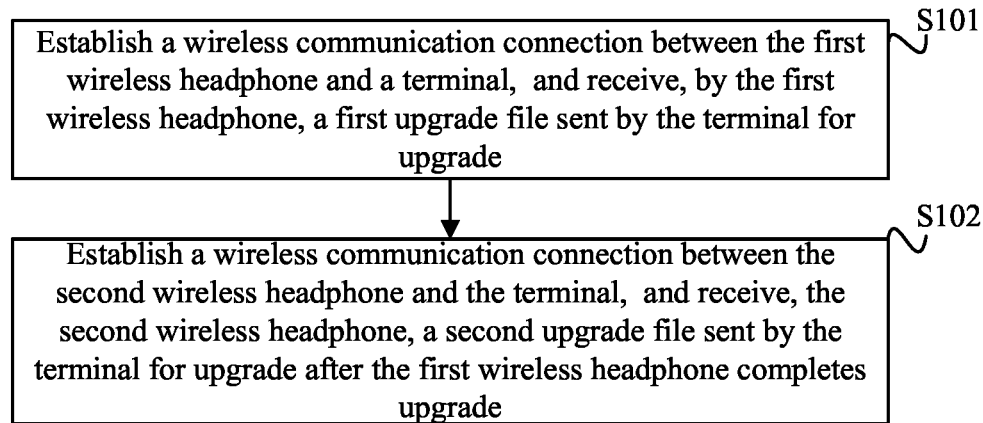 S101
Establish a wireless communication connection between the first
wireless headphone and a terminal, and receive, by the first
wireless headphone, a first upgrade file sent by the terminal for
upgrade
S102
Establish a wireless communication connection between the
second wireless headphone and the terminal, and receive, the
second wireless headphone, a second upgrade file sent by the
terminal for upgrade after the first wireless headphone completes
upgrade